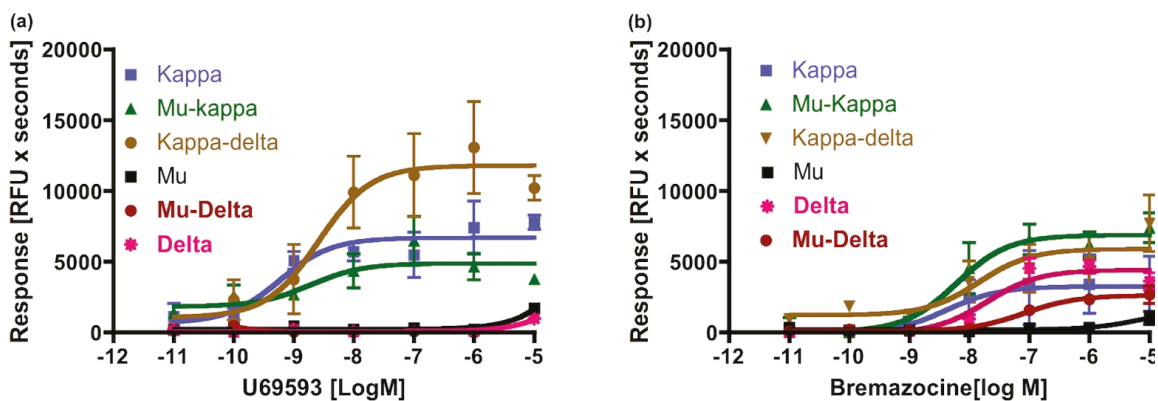 (a)
20000
15000
10000
5000
0
Response [RFU x seconds]
Kappa
Mu-kappa
Kappa-delta
Mu
Mu-Delta
Delta
-12 -11 -10 -9 -8 -7 -6 -5
U69593 [LogM]
(b)
20000
15000
10000
5000
0
Response [RFU x seconds]
Kappa
Mu-Kappa
Kappa-delta
Mu
Delta
Mu-Delta
-12 -11 -10 -9 -8 -7 -6 -5
Bremazocine[log M]